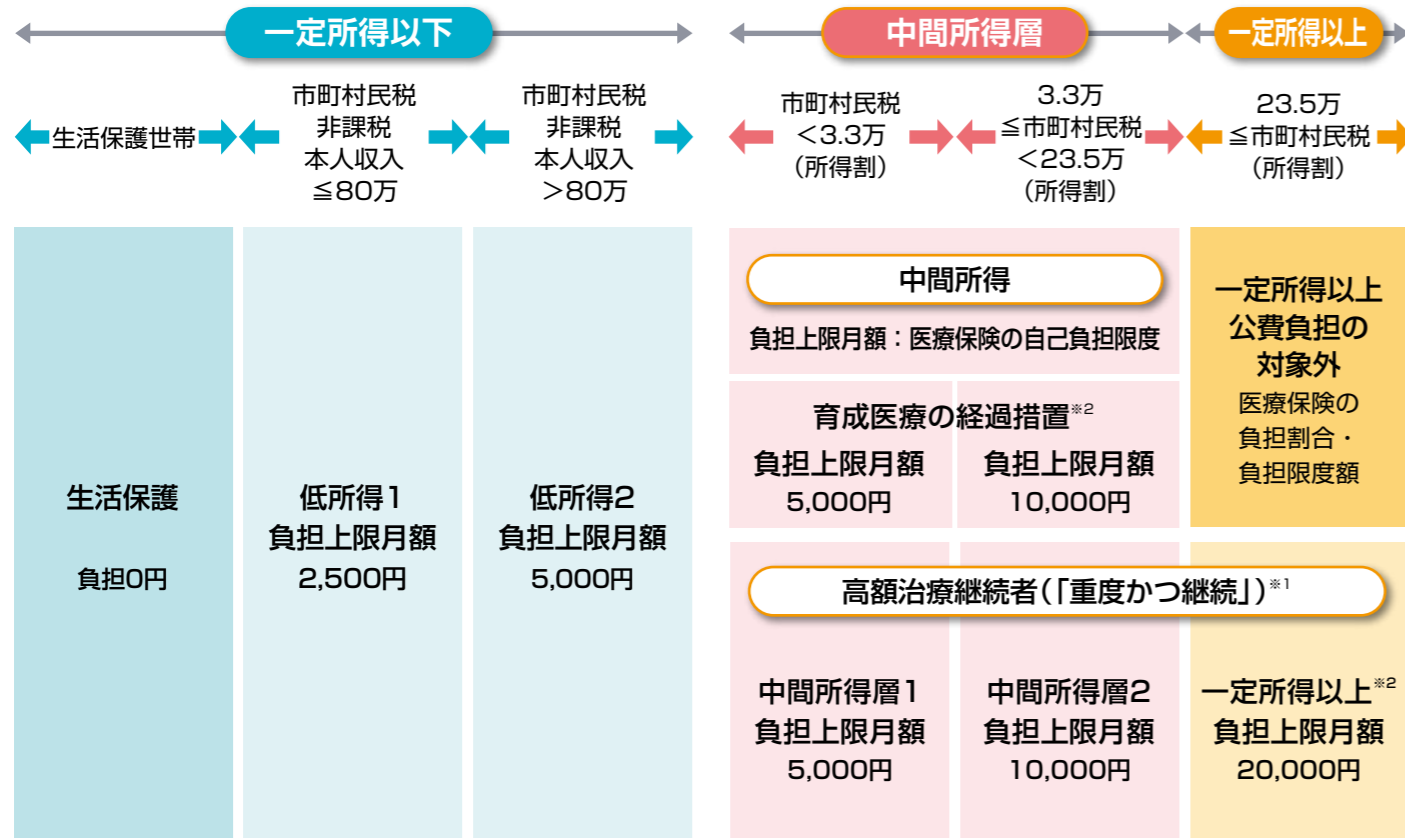 一定所得以下
中間所得層
一定所得以上
生活保護世帯
市町村民税
非課税
本人収入
≦80万
市町村民税
非課税
本人収入
＞80万
市町村民税
＜3.3万
（所得割）
3.3万
≦市町村民税
＜23.5万
（所得割）
23.5万
≦市町村民税
（所得割）
生活保護
負担0円
低所得1
負担上限月額
2,500円
低所得2
負担上限月額
5,000円
中間所得
負担上限月額：医療保険の自己負担限度
育成医療の経過措置※2
負担上限月額
5,000円
負担上限月額
10,000円
一定所得以上
公費負担の
対象外
医療保険の
負担割合・
負担限度額
高額治療継続者（「重度かつ継続」）※1
中間所得層1
負担上限月額
5,000円
中間所得層2
負担上限月額
10,000円
一定所得以上※2
負担上限月額
20,000円